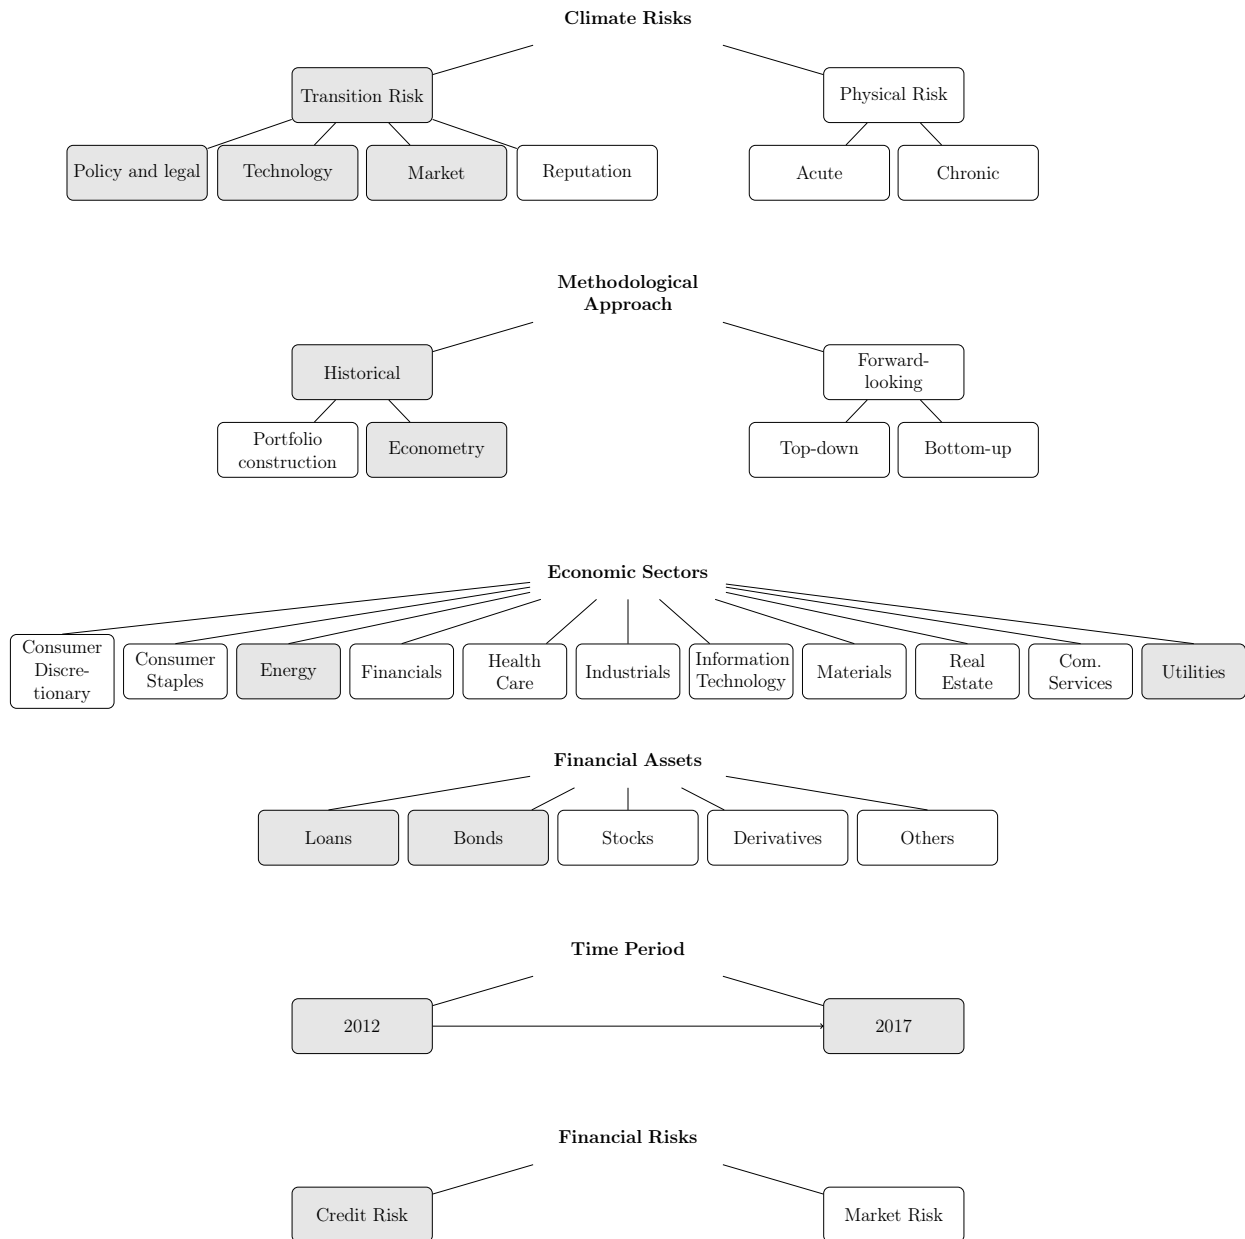 Climate Risks
Transition Risk
Physical Risk
Policy and legal
Technology
Market
Reputation
Acute
Chronic
Methodological
Approach
Historical
Forward-
looking
Portfolio
construction
Econometry
Top-down
Bottom-up
Economic Sectors
Consumer
Discre-
tionary
Consumer
Staples
Energy
Financials
Health
Care
Industrials
Information
Technology
Materials
Real
Estate
Com.
Services
Utilities
Financial Assets
Loans
Bonds
Stocks
Derivatives
Others
Time Period
2012
2017
Financial Risks
Credit Risk
Market Risk